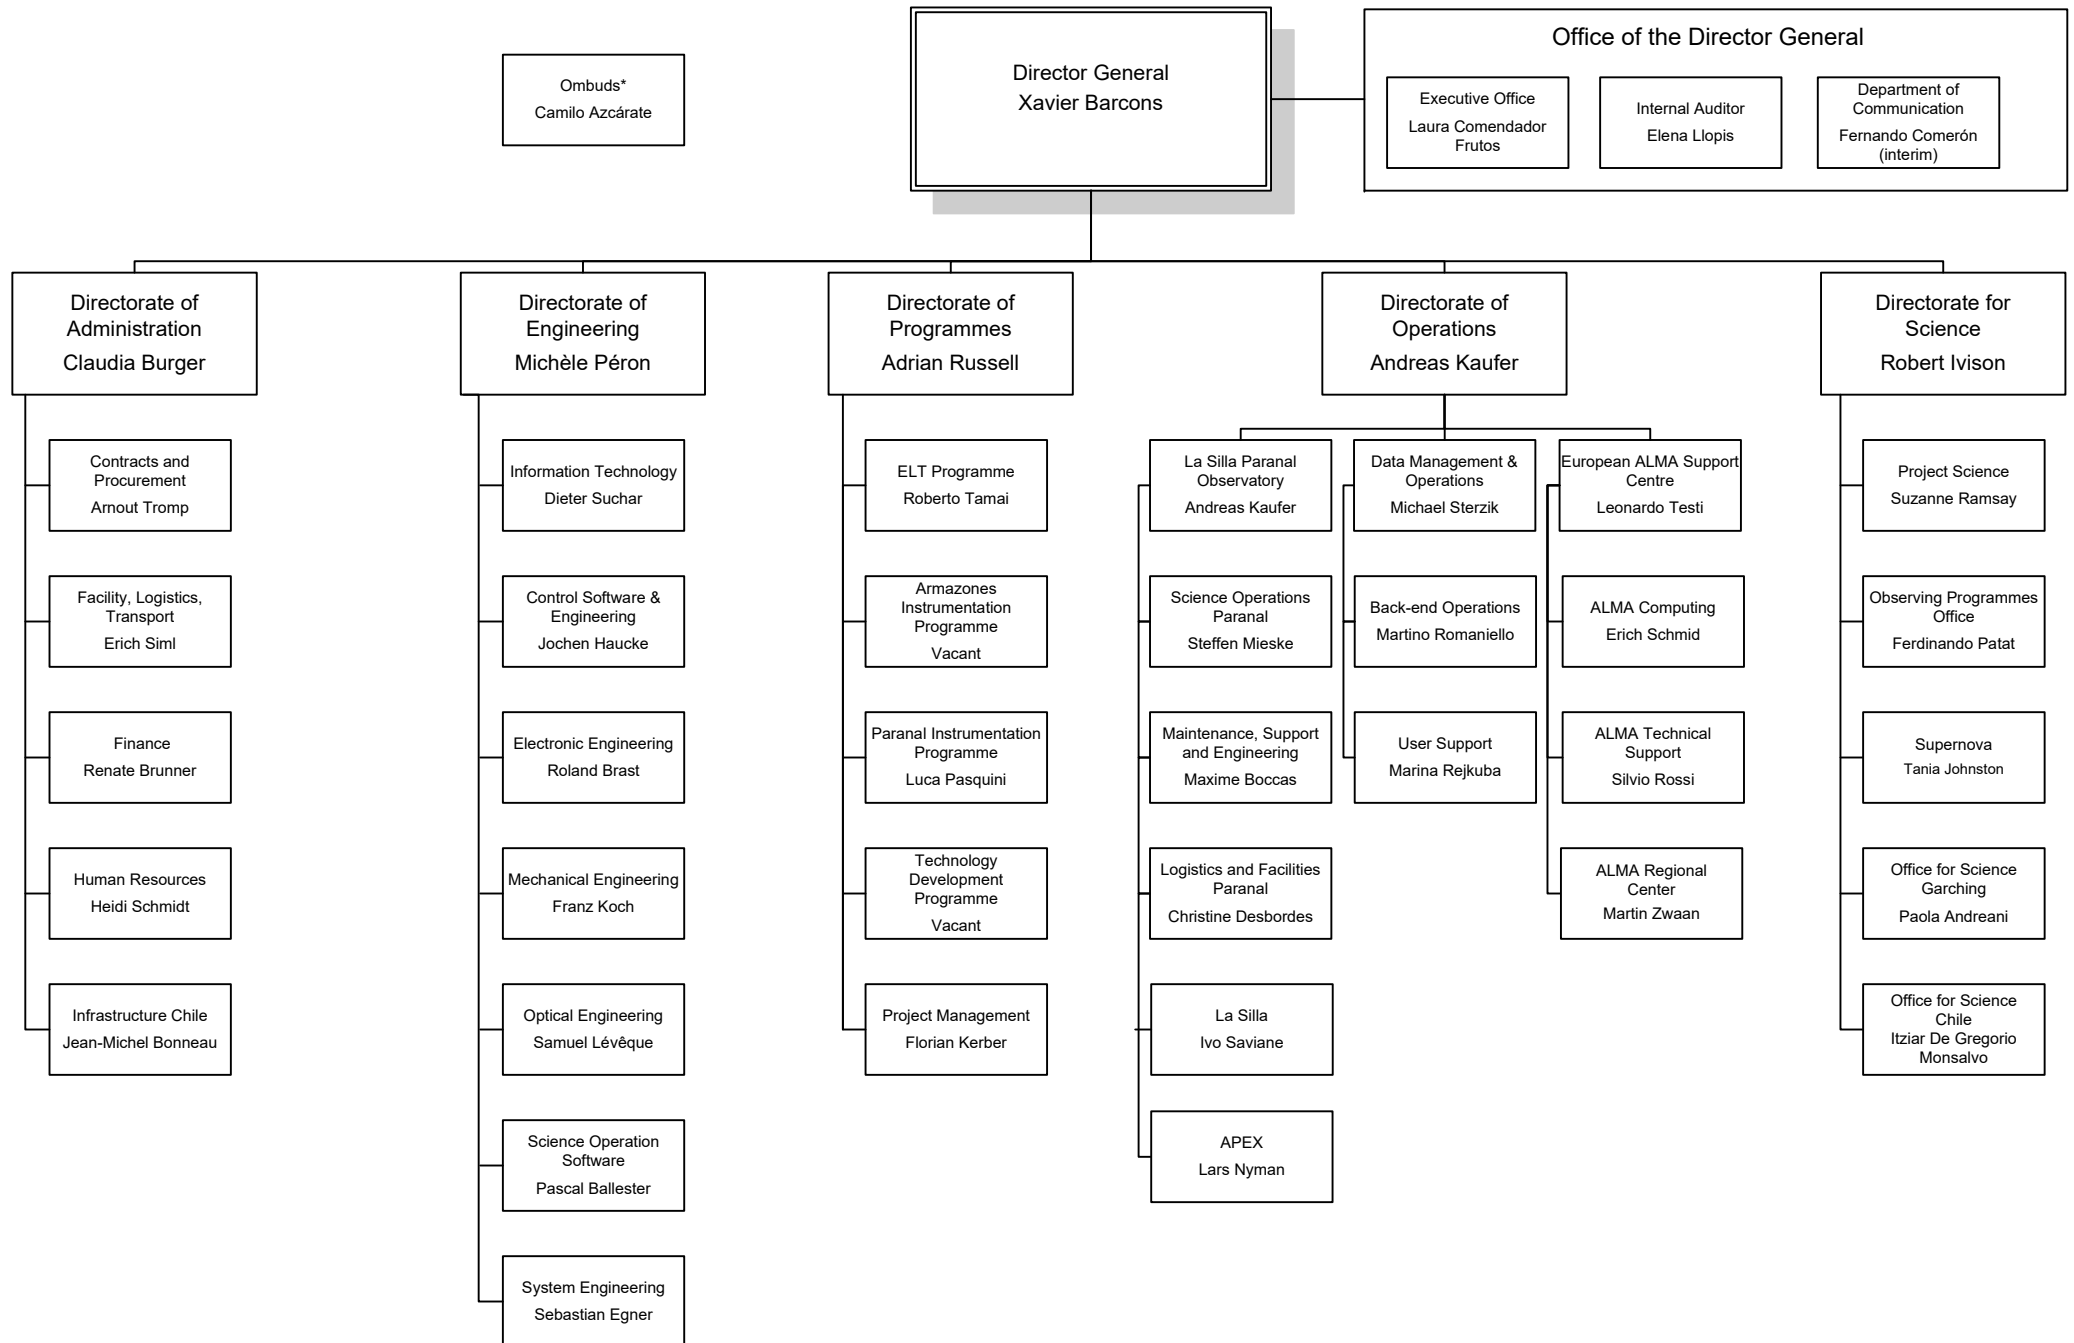 Ombuds*
Camilo Azcárate
Director General
Xavier Barcons
Office of the Director General
Executive Office
Laura Comendador
Frutos
Internal Auditor
Elena Llopis
Department of
Communication
Fernando Comerón
(interim)
Directorate of
Administration
Claudia Burger
Contracts and
Procurement
Arnout Tromp
Facility, Logistics,
Transport
Erich Siml
Finance
Renate Brunner
Human Resources
Heidi Schmidt
Infrastructure Chile
Jean-Michel Bonneau
Directorate of
Engineering
Michèle Péron
Information Technology
Dieter Suchar
Control Software &
Engineering
Jochen Haucke
Electronic Engineering
Roland Brast
Mechanical Engineering
Franz Koch
Optical Engineering
Samuel Lévêque
Science Operation
Software
Pascal Ballester
System Engineering
Sebastian Egner
Directorate of
Programmes
Adrian Russell
ELT Programme
Roberto Tamai
Armazones
Instrumentation
Programme
Vacant
Paranal Instrumentation
Programme
Luca Pasquini
Technology
Development
Programme
Vacant
Project Management
Florian Kerber
Directorate of
Operations
Andreas Kaufer
La Silla Paranal
Observatory
Andreas Kaufer
Science Operations
Paranal
Steffen Mieske
Maintenance, Support
and Engineering
Maxime Boccas
Logistics and Facilities
Paranal
Christine Desbordes
La Silla
Ivo Saviane
APEX
Lars Nyman
Data Management &
Operations
Michael Sterzik
Back-end Operations
Martino Romaniello
User Support
Marina Rejkuba
European ALMA Support
Centre
Leonardo Testi
ALMA Computing
Erich Schmid
ALMA Technical
Support
Silvio Rossi
ALMA Regional
Center
Martin Zwaan
Directorate for
Science
Robert Ivison
Project Science
Suzanne Ramsay
Observing Programmes
Office
Ferdinando Patat
Supernova
Tania Johnston
Office for Science
Garching
Paola Andreani
Office for Science
Chile
Itziar De Gregorio
Monsalvo